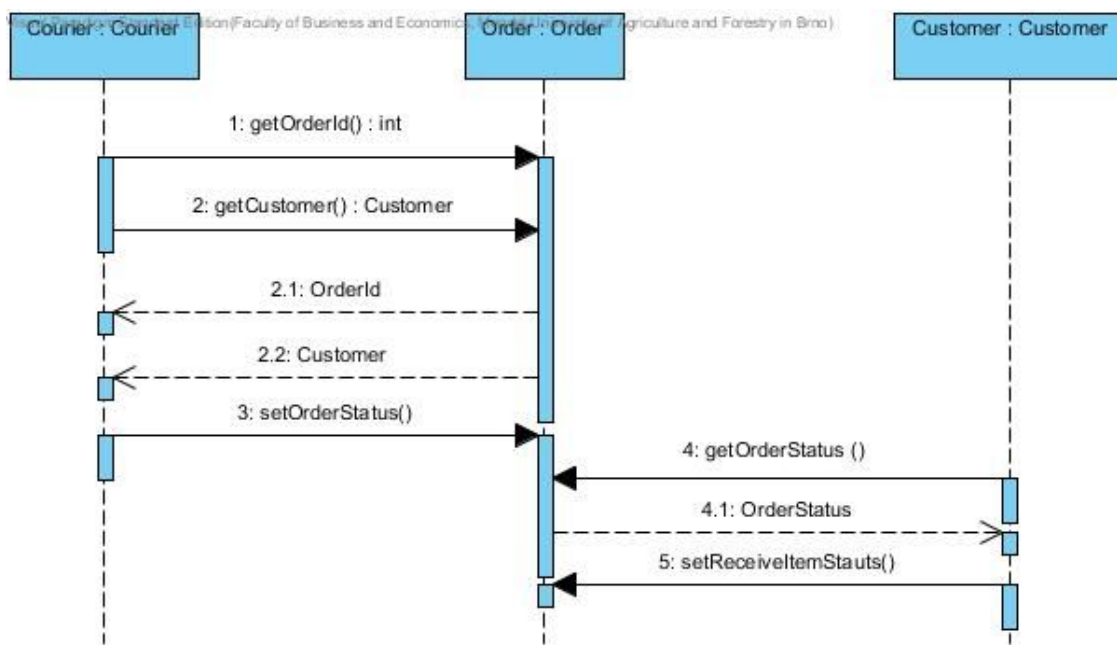 Edition(Faculty of Business and Economics, University of Agriculture and Forestry in Brno)
Courier : Courier
Order : Order
Customer : Customer
1: getOrderId() : int
2: getCustomer() : Customer
2.1: OrderId
2.2: Customer
3: setOrderStatus()
4: getOrderStatus ()
4.1: OrderStatus
5: setReceiveItemStauts()